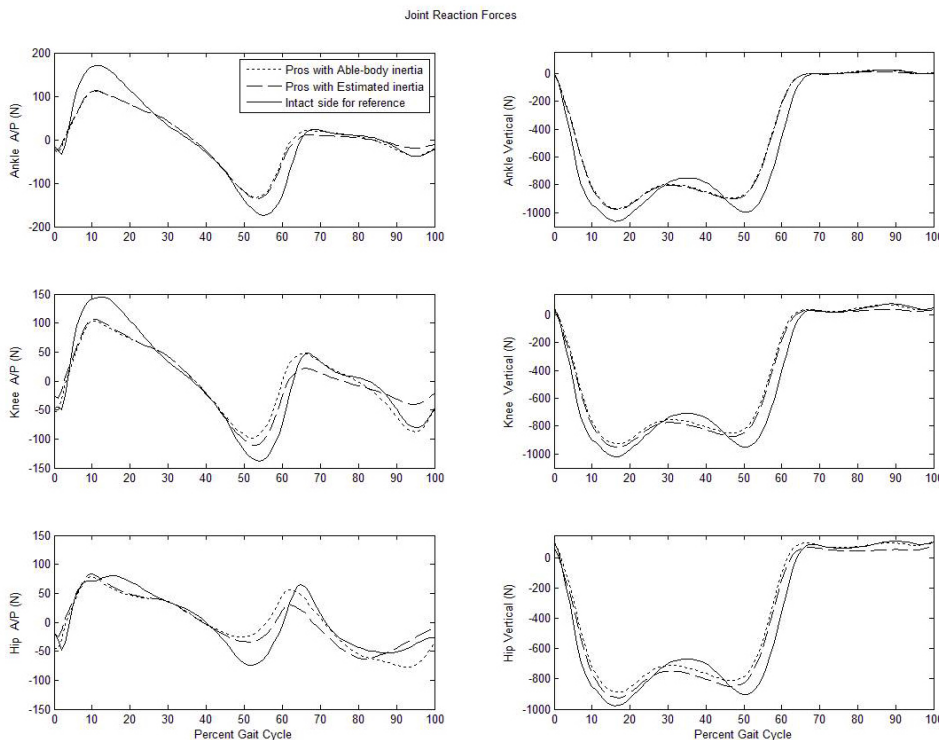 Joint Reaction Forces
200
100
0
-100
-200
Ankle A/P (N)
0 10 20 30 40 50 60 70 80 90 100
Pros with Able-body inertia
Pros with Estimated inertia
Intact side for reference
0
-200
-400
-600
-800
-1000
Ankle Vertical (N)
0 10 20 30 40 50 60 70 80 90 100
150
100
50
0
-50
-100
-150
Knee A/P (N)
0 10 20 30 40 50 60 70 80 90 100
0
-200
-400
-600
-800
-1000
Knee Vertical (N)
0 10 20 30 40 50 60 70 80 90 100
150
100
50
0
-50
-100
-150
Hip A/P (N)
0 10 20 30 40 50 60 70 80 90 100
Percent Gait Cycle
0
-200
-400
-600
-800
-1000
Hip Vertical (N)
0 10 20 30 40 50 60 70 80 90 100
Percent Gait Cycle